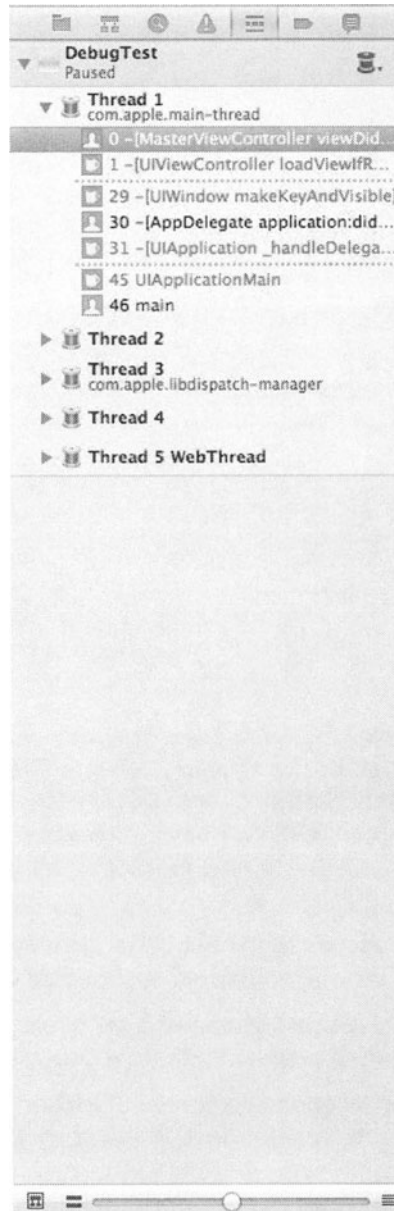 DebugTest
Paused
Thread 1
com.apple.main-thread
0 -[MasterViewController viewDid...
1 -[UIViewController loadViewIfR...
29 -[UIWindow makeKeyAndVisible]
30 -[AppDelegate application:did...
31 -[UIApplication _handleDelega...
45 UIApplicationMain
46 main
Thread 2
Thread 3
com.apple.libdispatch-manager
Thread 4
Thread 5 WebThread